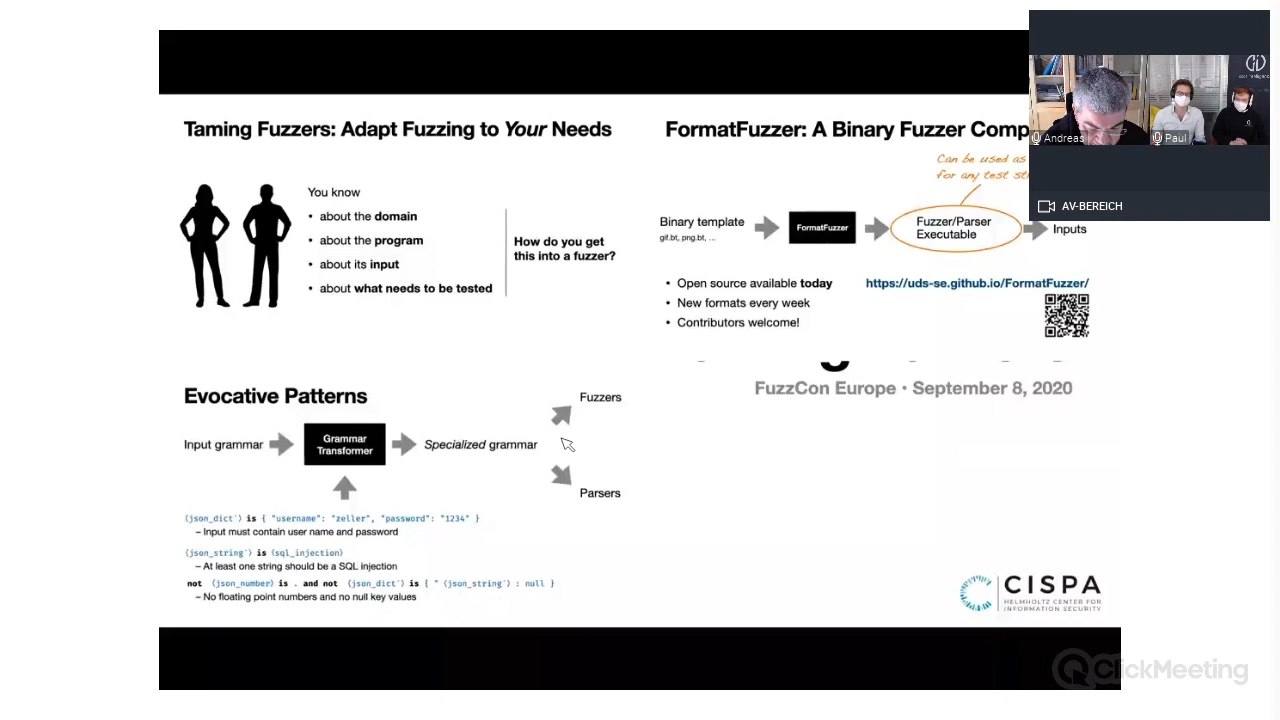 Taming Fuzzers: Adapt Fuzzing to Your Needs
You know
• about the domain
• about the program
• about its input
• about what needs to be tested
How do you get
this into a fuzzer?
FormatFuzzer: A Binary Fuzzer Comp
Can be used as
for any test
Binary template
gif.bt, png.bt, ...
FormatFuzzer
Fuzzer/Parser
Executable
Inputs
• Open source available today
https://uds-se.github.io/FormatFuzzer/
• New formats every week
• Contributors welcome!
Evocative Patterns
Input grammar
Grammar
Transformer
Specialized grammar
Fuzzers
Parsers
⟨json_dict'⟩ is { "username": "zeller", "password": "1234" }
– Input must contain user name and password
⟨json_string'⟩ is ⟨sql_injection⟩
– At least one string should be a SQL injection
not ⟨json_number⟩ is . and not ⟨json_dict'⟩ is { " ⟨json_string'⟩ : null }
– No floating point numbers and no null key values
FuzzCon Europe • September 8, 2020
CISPA
HELMHOLTZ CENTER FOR
INFORMATION SECURITY
Andreas
Paul
AV-BEREICH
ClickMeeting